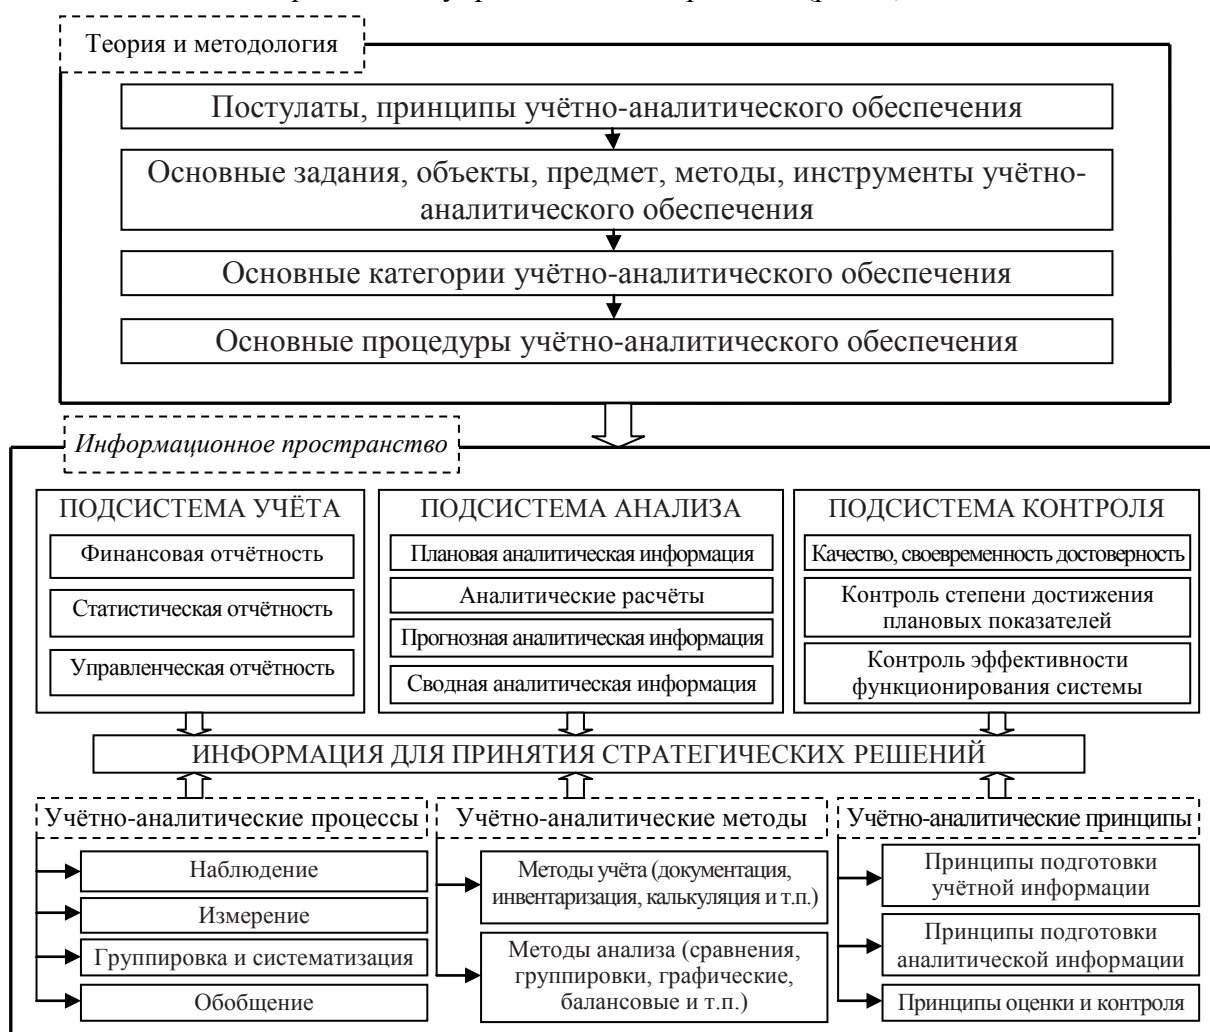 Теория и методология
Постулаты, принципы учётно-аналитического обеспечения
Основные задания, объекты, предмет, методы, инструменты учётно-
аналитического обеспечения
Основные категории учётно-аналитического обеспечения
Основные процедуры учётно-аналитического обеспечения
Информационное пространство
ПОДСИСТЕМА УЧЁТА
Финансовая отчётность
Статистическая отчётность
Управленческая отчётность
ПОДСИСТЕМА АНАЛИЗА
Плановая аналитическая информация
Аналитические расчёты
Прогнозная аналитическая информация
Сводная аналитическая информация
ПОДСИСТЕМА КОНТРОЛЯ
Качество, своевременность достоверность
Контроль степени достижения
плановых показателей
Контроль эффективности
функционирования системы
ИНФОРМАЦИЯ ДЛЯ ПРИНЯТИЯ СТРАТЕГИЧЕСКИХ РЕШЕНИЙ
Учётно-аналитические процессы
Наблюдение
Измерение
Группировка и систематизация
Обобщение
Учётно-аналитические методы
Методы учёта (документация,
инвентаризация, калькуляция и т.п.)
Методы анализа (сравнения,
группировки, графические,
балансовые и т.п.)
Учётно-аналитические принципы
Принципы подготовки
учётной информации
Принципы подготовки
аналитической информации
Принципы оценки и контроля